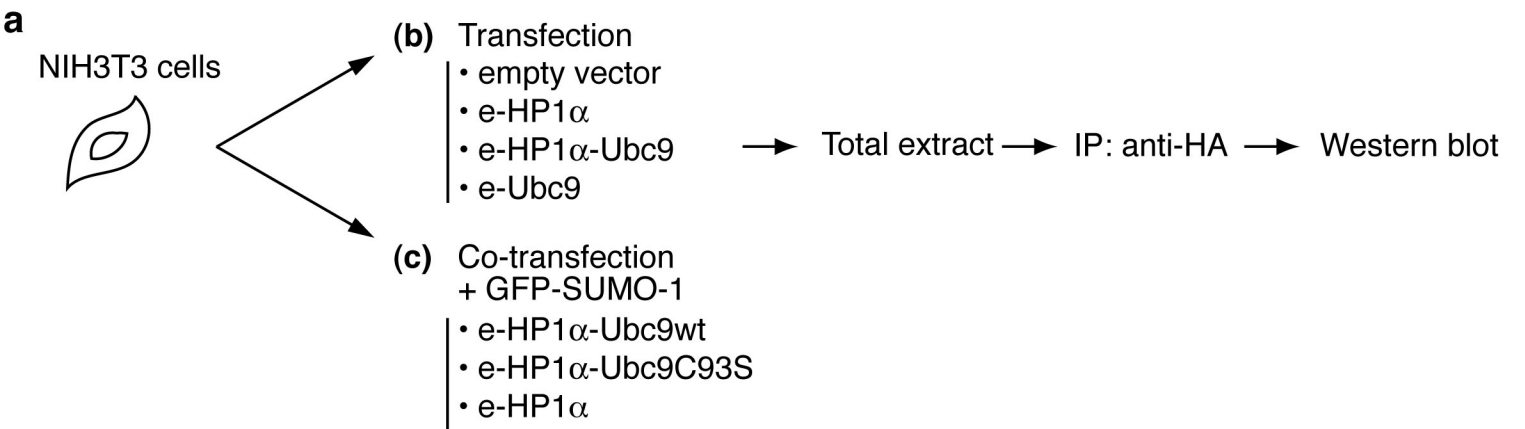 a
NIH3T3 cells
(b) Transfection
• empty vector
• e-HP1α
• e-HP1α-Ubc9
• e-Ubc9
Total extract
IP: anti-HA
Western blot
(c) Co-transfection
+ GFP-SUMO-1
• e-HP1α-Ubc9wt
• e-HP1α-Ubc9C93S
• e-HP1α